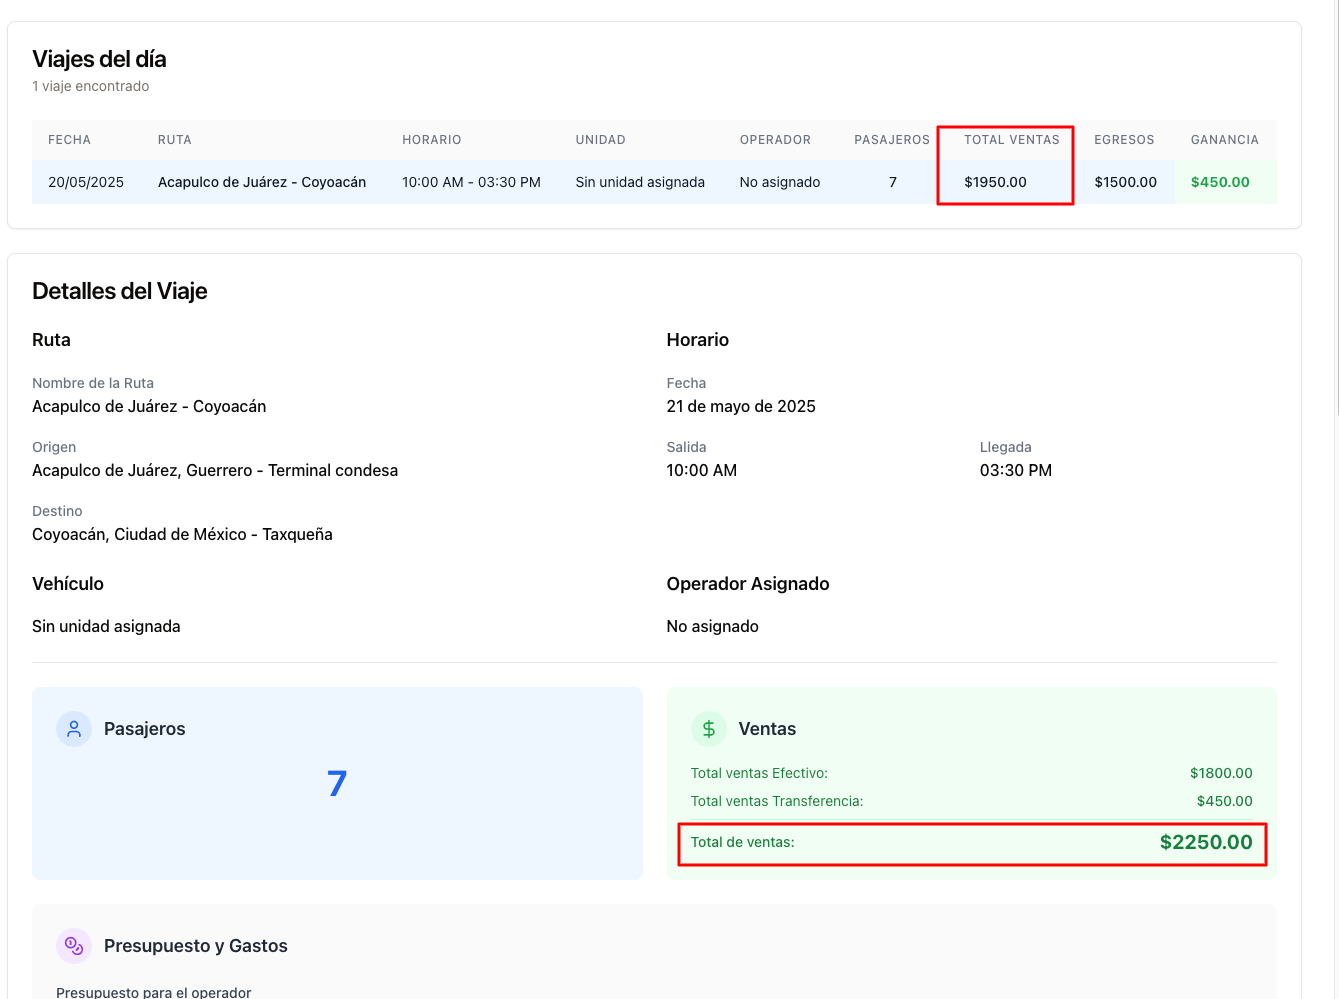 Viajes del día
1 viaje encontrado
FECHA RUTA HORARIO UNIDAD OPERADOR PASAJEROS TOTAL VENTAS EGRESOS GANANCIA
20/05/2025 Acapulco de Juárez - Coyoacán 10:00 AM - 03:30 PM Sin unidad asignada No asignado 7 $1950.00 $1500.00 $450.00
Detalles del Viaje
Ruta
Horario
Nombre de la Ruta
Fecha
Acapulco de Juárez - Coyoacán
21 de mayo de 2025
Origen
Salida
Llegada
Acapulco de Juárez, Guerrero - Terminal condesa
10:00 AM
03:30 PM
Destino
Coyoacán, Ciudad de México - Taxqueña
Vehículo
Operador Asignado
Sin unidad asignada
No asignado
Pasajeros
7
Ventas
Total ventas Efectivo: $1800.00
Total ventas Transferencia: $450.00
Total de ventas: $2250.00
Presupuesto y Gastos
Presupuesto para el operador